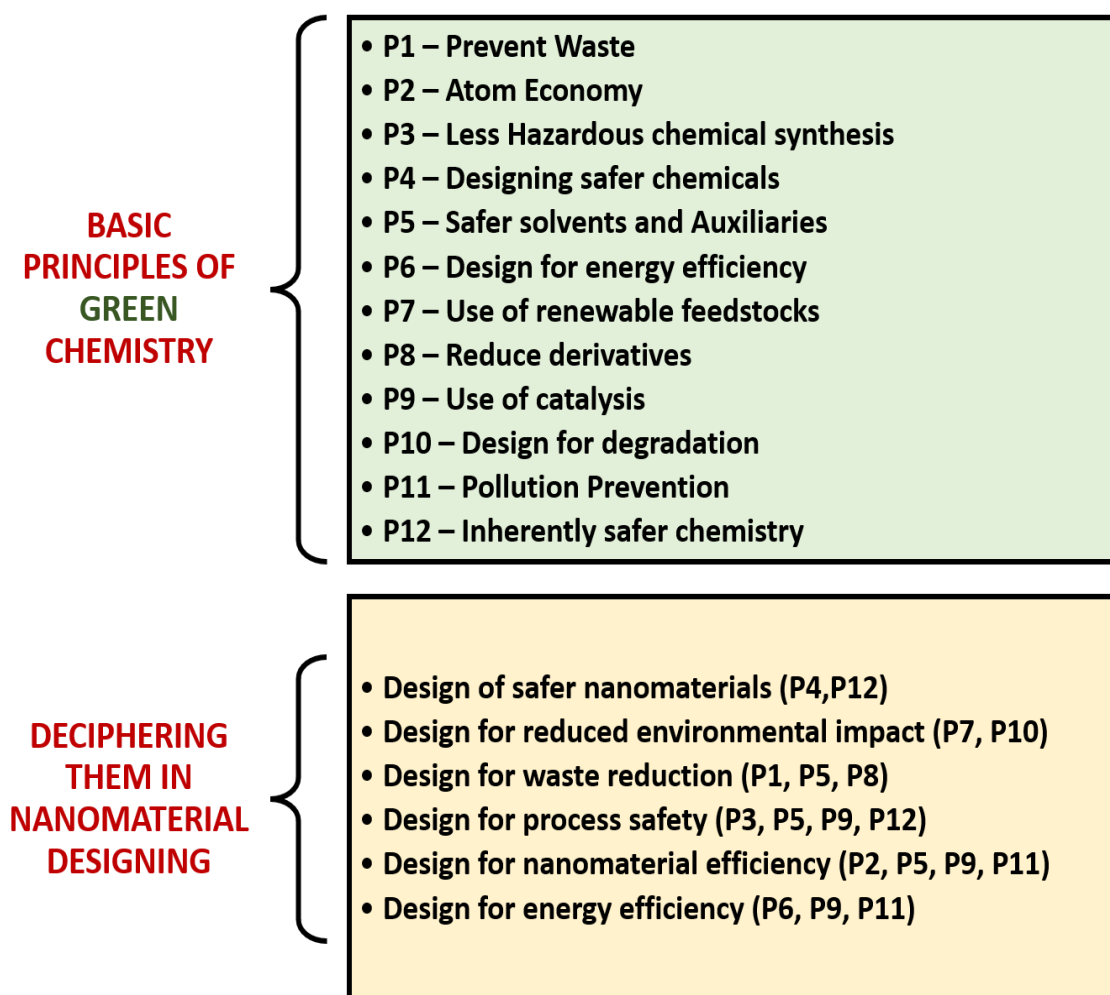 BASIC
PRINCIPLES OF
GREEN
CHEMISTRY
• P1 – Prevent Waste
• P2 – Atom Economy
• P3 – Less Hazardous chemical synthesis
• P4 – Designing safer chemicals
• P5 – Safer solvents and Auxiliaries
• P6 – Design for energy efficiency
• P7 – Use of renewable feedstocks
• P8 – Reduce derivatives
• P9 – Use of catalysis
• P10 – Design for degradation
• P11 – Pollution Prevention
• P12 – Inherently safer chemistry
DECIPHERING
THEM IN
NANOMATERIAL
DESIGNING
• Design of safer nanomaterials (P4,P12)
• Design for reduced environmental impact (P7, P10)
• Design for waste reduction (P1, P5, P8)
• Design for process safety (P3, P5, P9, P12)
• Design for nanomaterial efficiency (P2, P5, P9, P11)
• Design for energy efficiency (P6, P9, P11)